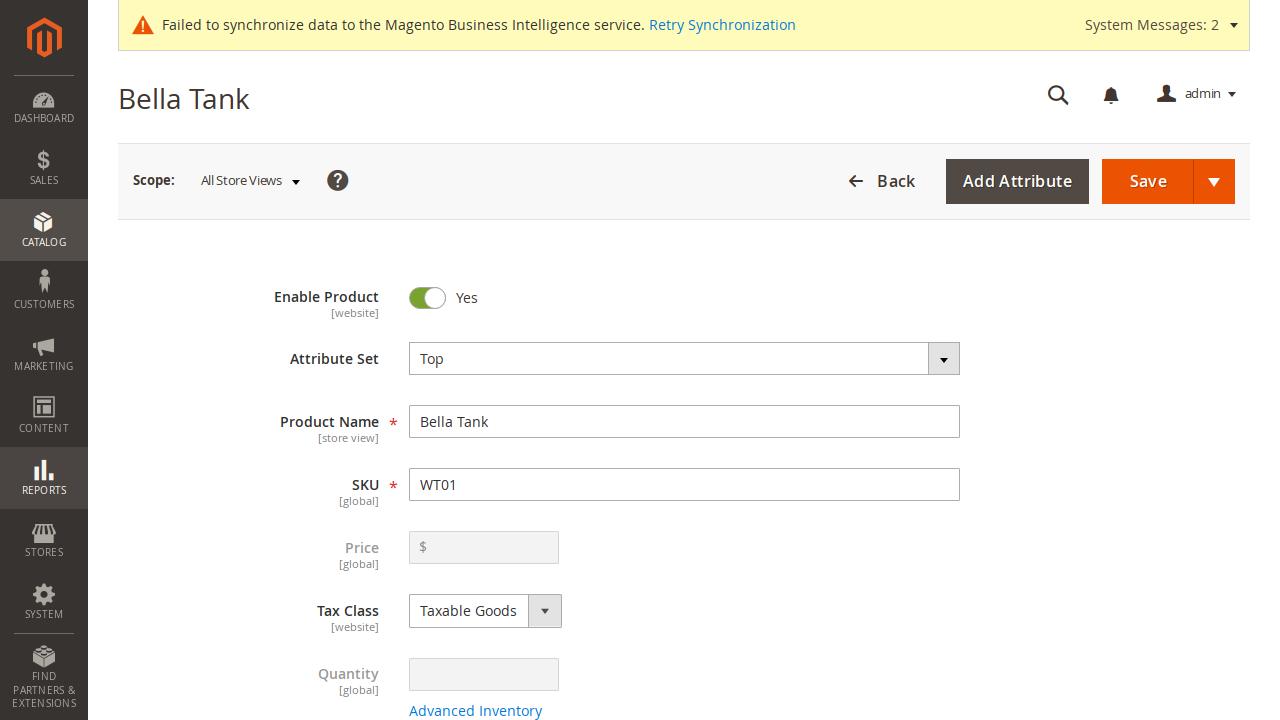 Failed to synchronize data to the Magento Business Intelligence service. Retry Synchronization
System Messages: 2
Bella Tank
admin
Scope: All Store Views ?
Back
Add Attribute
Save
DASHBOARD
$
SALES
CATALOG
CUSTOMERS
MARKETING
CONTENT
REPORTS
STORES
SYSTEM
FIND
PARTNERS &
EXTENSIONS
Enable Product
[website]
Yes
Attribute Set
Top
Product Name *
[store view]
Bella Tank
SKU *
[global]
WT01
Price
[global]
$
Tax Class
[website]
Taxable Goods
Quantity
[global]
Advanced Inventory